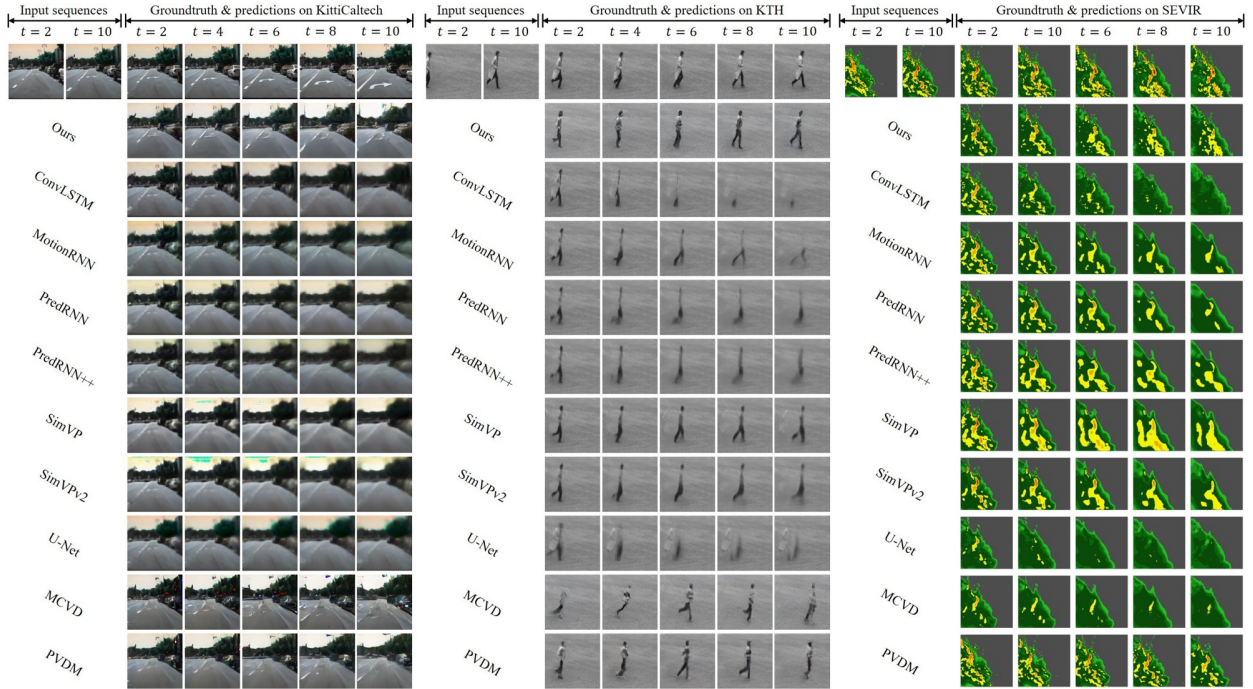 Input sequences Groundtruth & predictions on KittiCaltech Input sequences Groundtruth & predictions on KTH Input sequences Groundtruth & predictions on SEVIR
t = 2 t = 10 t = 2 t = 4 t = 6 t = 8 t = 10 t = 2 t = 10 t = 2 t = 4 t = 6 t = 8 t = 10 t = 2 t = 10 t = 2 t = 10 t = 6 t = 8 t = 10
Ours Ours Ours
ConvLSTM ConvLSTM ConvLSTM
MotionRNN MotionRNN MotionRNN
PredRNN PredRNN PredRNN
PredRNN++ PredRNN++ PredRNN++
SimVP SimVP SimVP
SimVPv2 SimVPv2 SimVPv2
U-Net U-Net U-Net
MCVD MCVD MCVD
PVDM PVDM PVDM